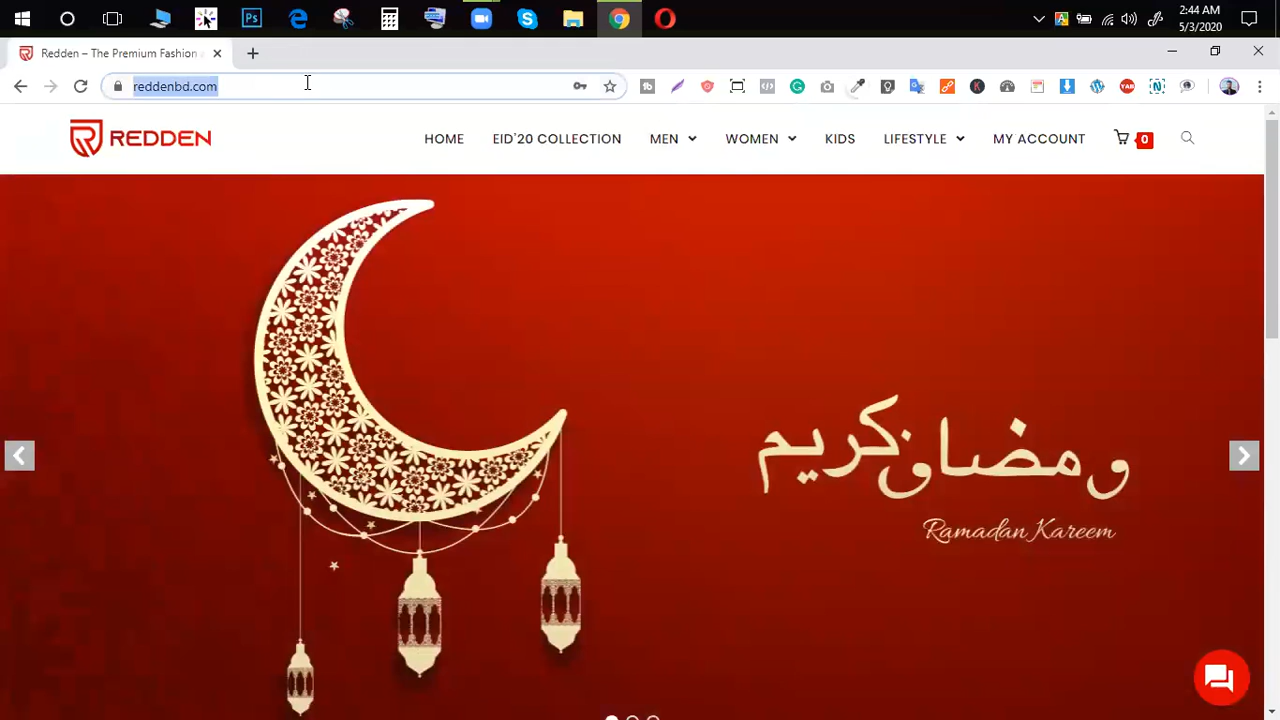 2:44 AM
5/3/2020
Redden – The Premium Fashion
reddenbd.com
REDDEN
HOME
EID`20 COLLECTION
MEN
WOMEN
KIDS
LIFESTYLE
MY ACCOUNT
0
ومضاق كريم
Ramadan Kareem